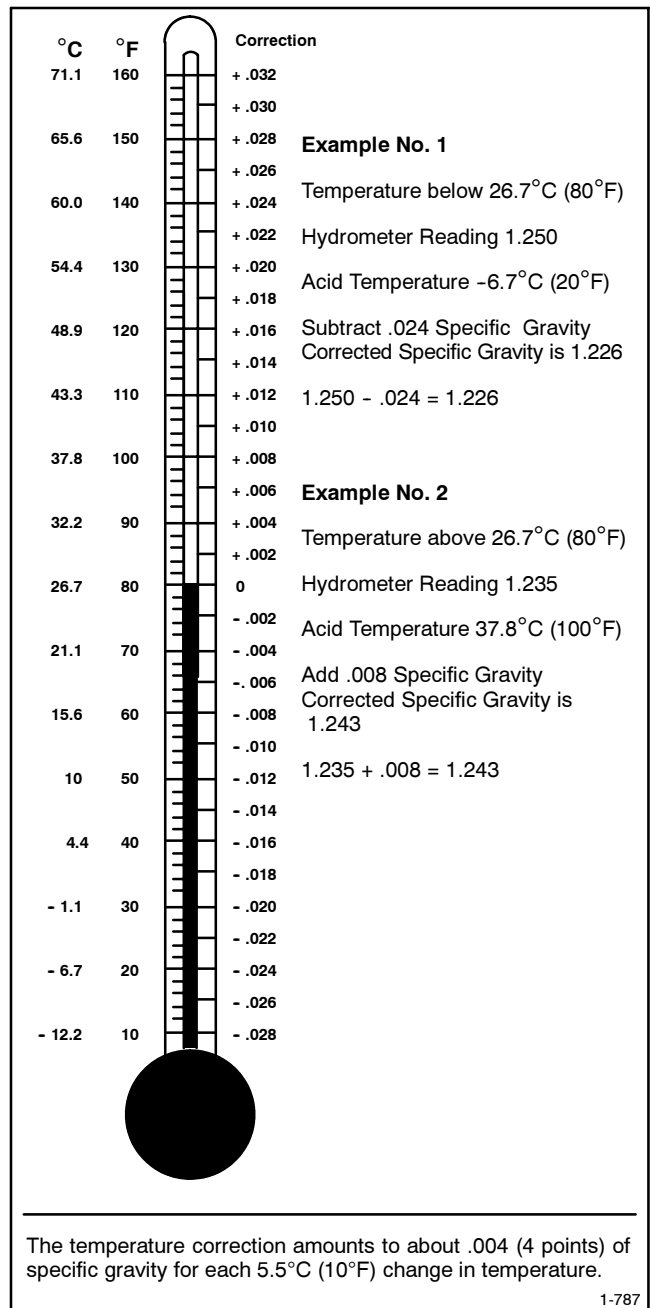 °C °F Correction
71.1 160 + .032
+ .030
65.6 150 + .028
+ .026
60.0 140 + .024
+ .022
54.4 130 + .020
+ .018
48.9 120 + .016
+ .014
43.3 110 + .012
+ .010
37.8 100 + .008
+ .006
32.2 90 + .004
+ .002
26.7 80 0
- .002
21.1 70 - .004
-. 006
15.6 60 - .008
- .010
10 50 - .012
- .014
4.4 40 - .016
- .018
- 1.1 30 - .020
- .022
- 6.7 20 - .024
- .026
- 12.2 10 - .028
Example No. 1
Temperature below 26.7°C (80°F)
Hydrometer Reading 1.250
Acid Temperature -6.7°C (20°F)
Subtract .024 Specific Gravity
Corrected Specific Gravity is 1.226
1.250 - .024 = 1.226
Example No. 2
Temperature above 26.7°C (80°F)
Hydrometer Reading 1.235
Acid Temperature 37.8°C (100°F)
Add .008 Specific Gravity
Corrected Specific Gravity is
1.243
1.235 + .008 = 1.243
The temperature correction amounts to about .004 (4 points) of
specific gravity for each 5.5°C (10°F) change in temperature.
1-787